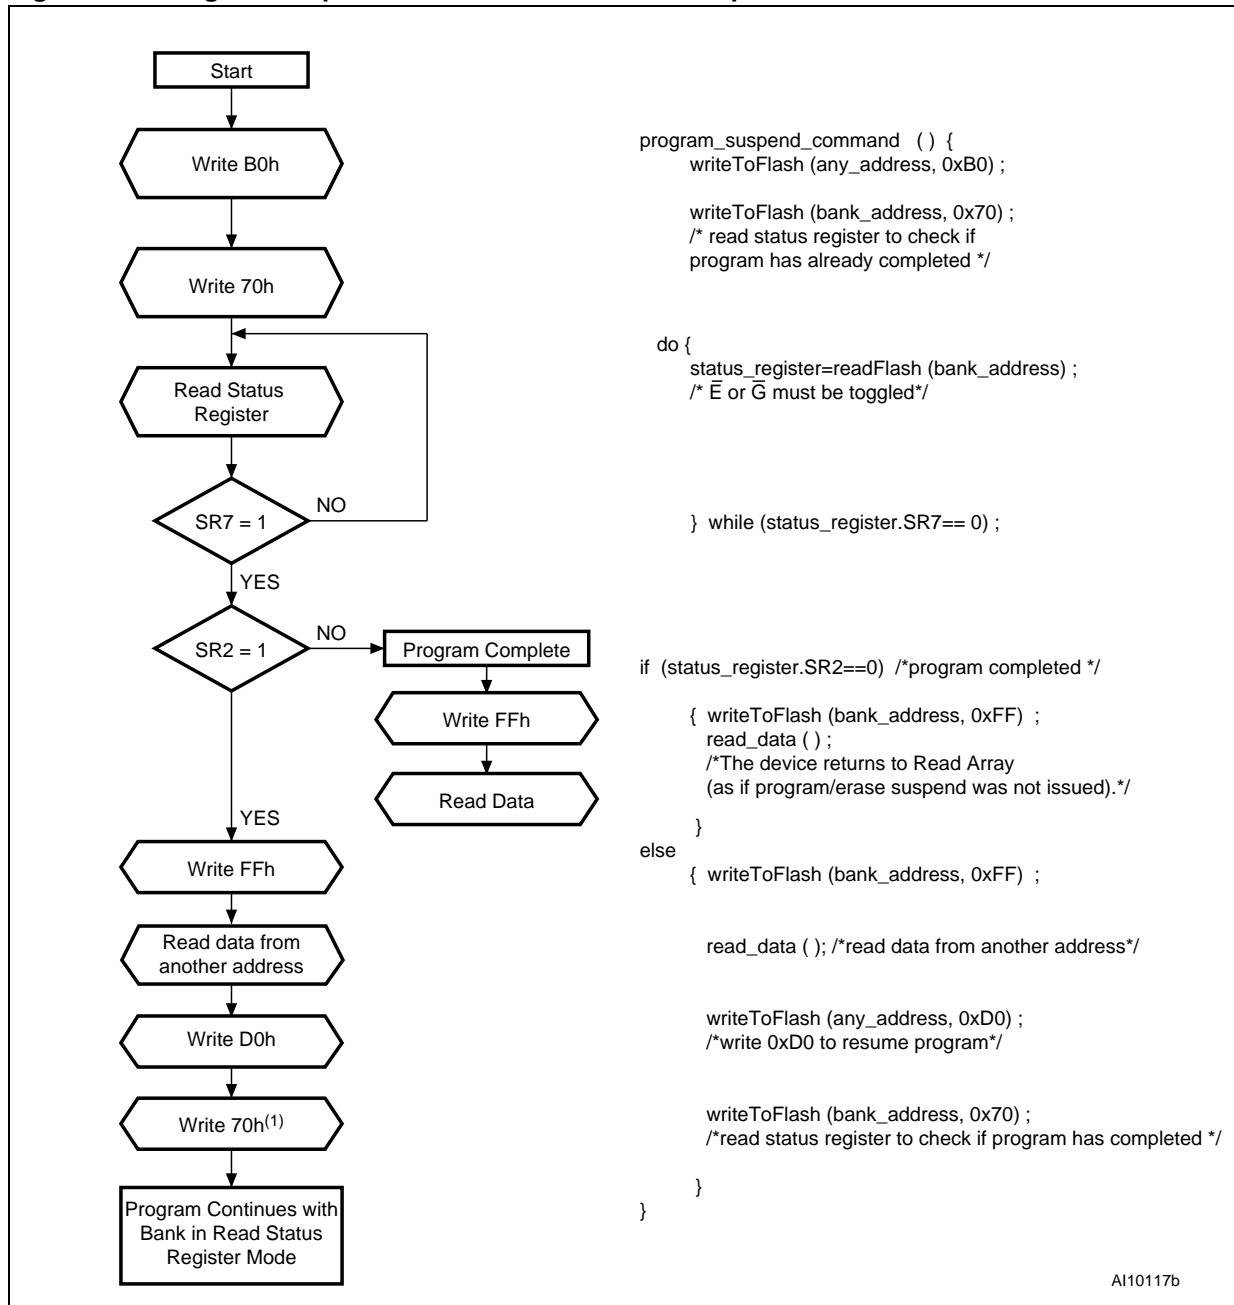 Start
Write B0h
Write 70h
Read Status
Register
SR7 = 1
NO
YES
SR2 = 1
NO
Program Complete
Write FFh
Read Data
YES
Write FFh
Read data from
another address
Write D0h
Write 70h(1)
Program Continues with
Bank in Read Status
Register Mode
program_suspend_command ( ) {
writeToFlash (any_address, 0xB0) ;
writeToFlash (bank_address, 0x70) ;
/* read status register to check if
program has already completed */
do {
status_register=readFlash (bank_address) ;
/* E̅ or G̅ must be toggled*/
} while (status_register.SR7== 0) ;
if (status_register.SR2==0) /*program completed */
{ writeToFlash (bank_address, 0xFF) ;
read_data ( ) ;
/*The device returns to Read Array
(as if program/erase suspend was not issued).*/
}
else
{ writeToFlash (bank_address, 0xFF) ;
read_data ( ); /*read data from another address*/
writeToFlash (any_address, 0xD0) ;
/*write 0xD0 to resume program*/
writeToFlash (bank_address, 0x70) ;
/*read status register to check if program has completed */
}
}
AI10117b